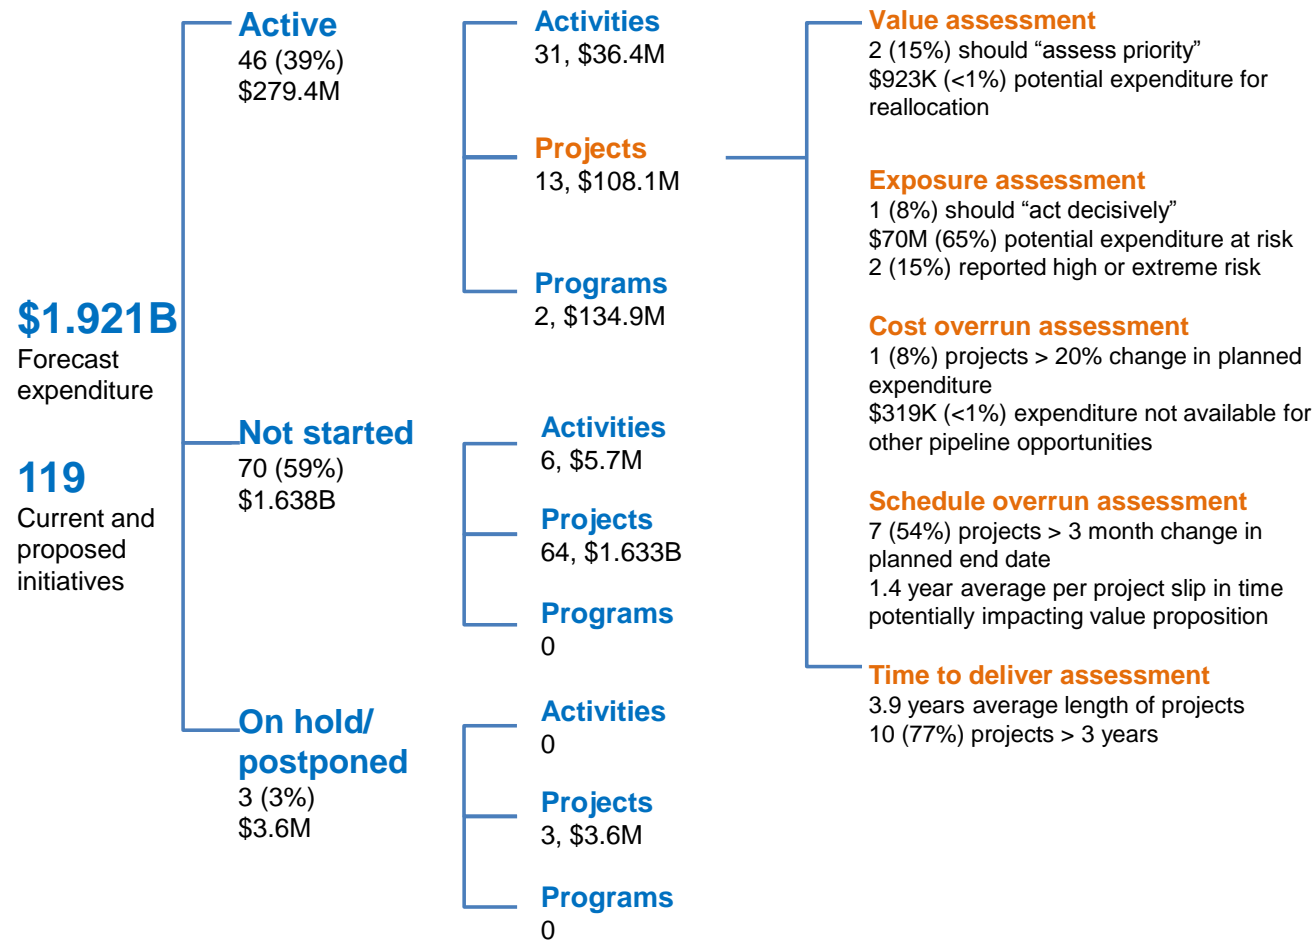 $1.921B
Forecast
expenditure
119
Current and
proposed
initiatives
Active
46 (39%)
$279.4M
Activities
31, $36.4M
Projects
13, $108.1M
Programs
2, $134.9M
Not started
70 (59%)
$1.638B
Activities
6, $5.7M
Projects
64, $1.633B
Programs
0
On hold/
postponed
3 (3%)
$3.6M
Activities
0
Projects
3, $3.6M
Programs
0
Value assessment
2 (15%) should “assess priority”
$923K (<1%) potential expenditure for
reallocation
Exposure assessment
1 (8%) should “act decisively”
$70M (65%) potential expenditure at risk
2 (15%) reported high or extreme risk
Cost overrun assessment
1 (8%) projects > 20% change in planned
expenditure
$319K (<1%) expenditure not available for
other pipeline opportunities
Schedule overrun assessment
7 (54%) projects > 3 month change in
planned end date
1.4 year average per project slip in time
potentially impacting value proposition
Time to deliver assessment
3.9 years average length of projects
10 (77%) projects > 3 years